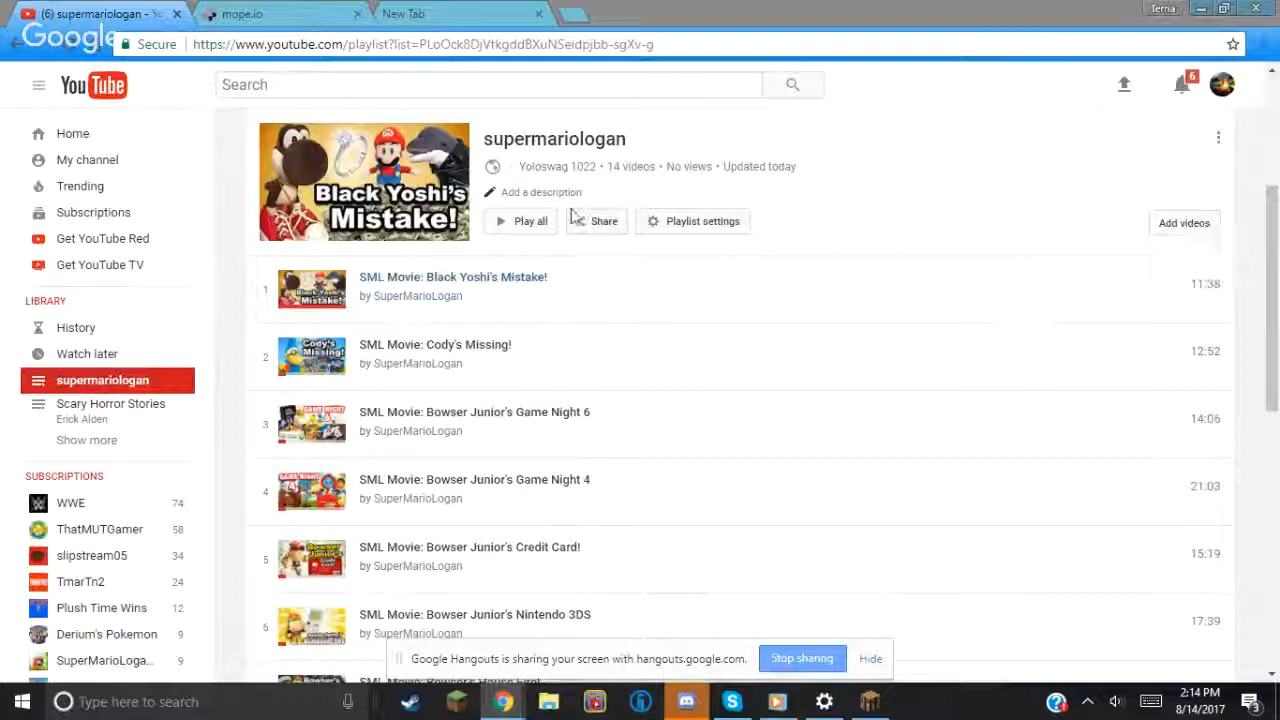 (6) supermariologan - Yo
mope.io
New Tab
ferna
Google
Secure
https://www.youtube.com/playlist?list=PLoOck8DjVtkgddBXuNSeidpjbb-sgXv-g
YouTube
Search
6
Home
My channel
Trending
Subscriptions
Get YouTube Red
Get YouTube TV
LIBRARY
History
Watch later
supermariologan
Scary Horror Stories
Erick Alden
Show more
SUBSCRIPTIONS
WWE 74
ThatMUTGamer 58
slipstream05 34
TmarTn2 24
Plush Time Wins 12
Derium's Pokemon 9
SuperMarioLoga... 9
Black Yoshi's
Mistake!
supermariologan
Yoloswag 1022 • 14 videos • No views • Updated today
Add a description
Play all
Share
Playlist settings
Add videos
1
SML Movie: Black Yoshi's Mistake!
by SuperMarioLogan
11:38
2
SML Movie: Cody's Missing!
by SuperMarioLogan
12:52
3
SML Movie: Bowser Junior's Game Night 6
by SuperMarioLogan
14:06
4
SML Movie: Bowser Junior's Game Night 4
by SuperMarioLogan
21:03
5
SML Movie: Bowser Junior's Credit Card!
by SuperMarioLogan
15:19
6
SML Movie: Bowser Junior's Nintendo 3DS
by SuperMarioLogan
17:39
Google Hangouts is sharing your screen with hangouts.google.com.
Stop sharing
Hide
Type here to search
2:14 PM
8/14/2017
3